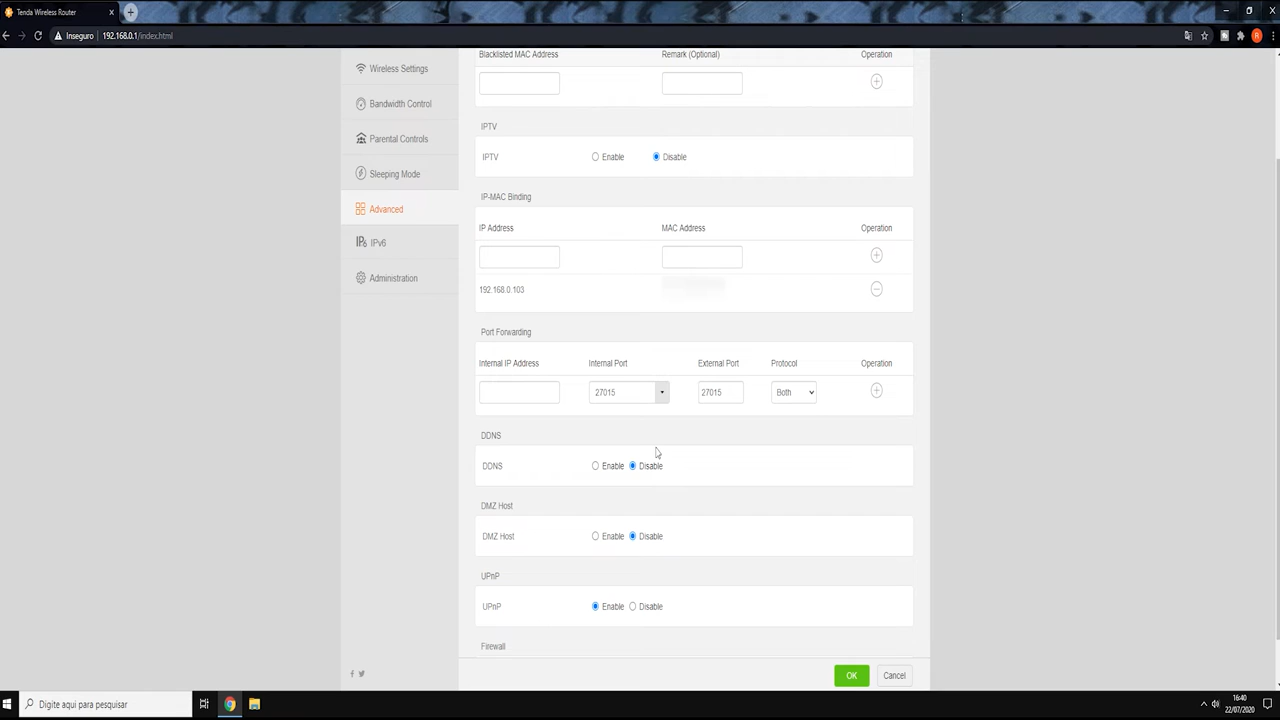 Tenda Wireless Router
Inseguro 192.168.0.1/index.html
R
Wireless Settings
Bandwidth Control
Parental Controls
Sleeping Mode
Advanced
IPv6
Administration
Blacklisted MAC Address Remark (Optional) Operation
IPTV
IPTV Enable Disable
IP-MAC Binding
IP Address MAC Address Operation
192.168.0.103
Port Forwarding
Internal IP Address Internal Port External Port Protocol Operation
27015 27015 Both
DDNS
DDNS Enable Disable
DMZ Host
DMZ Host Enable Disable
UPnP
UPnP Enable Disable
Firewall
OK Cancel
Digite aqui para pesquisar
16:40
22/07/2020